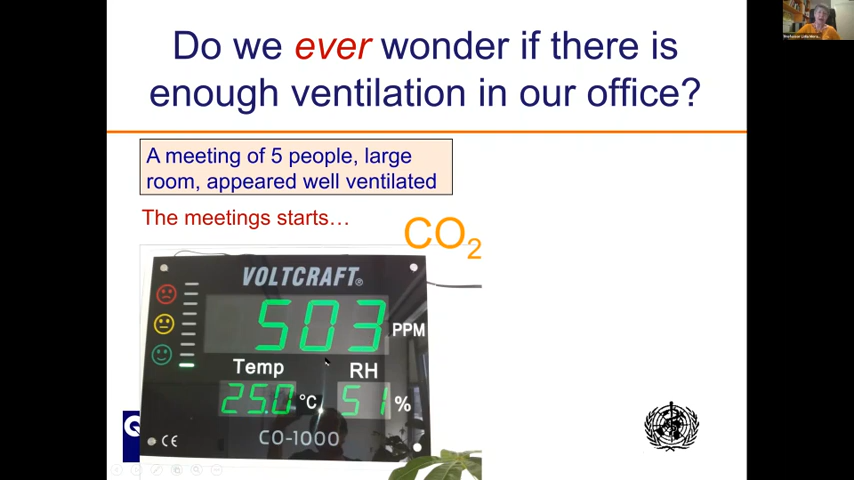 Do we ever wonder if there is
enough ventilation in our office?
A meeting of 5 people, large
room, appeared well ventilated
The meetings starts…
CO2
VOLTCRAFT®
503 PPM
Temp RH
25.0 °C 51 %
CE CO-1000
Q